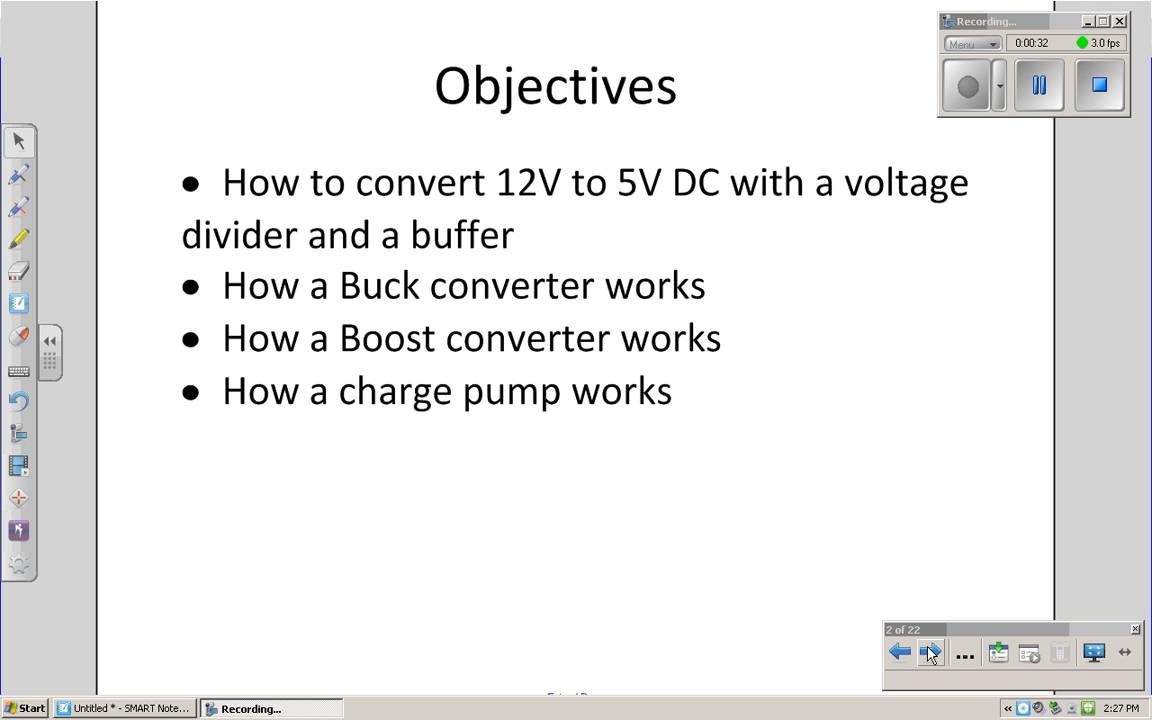 Recording...
Menu
0:00:32
3.0 fps
Objectives
● How to convert 12V to 5V DC with a voltage
divider and a buffer
● How a Buck converter works
● How a Boost converter works
● How a charge pump works
2 of 22
...
Start
Untitled * - SMART Note...
Recording...
«
2:27 PM